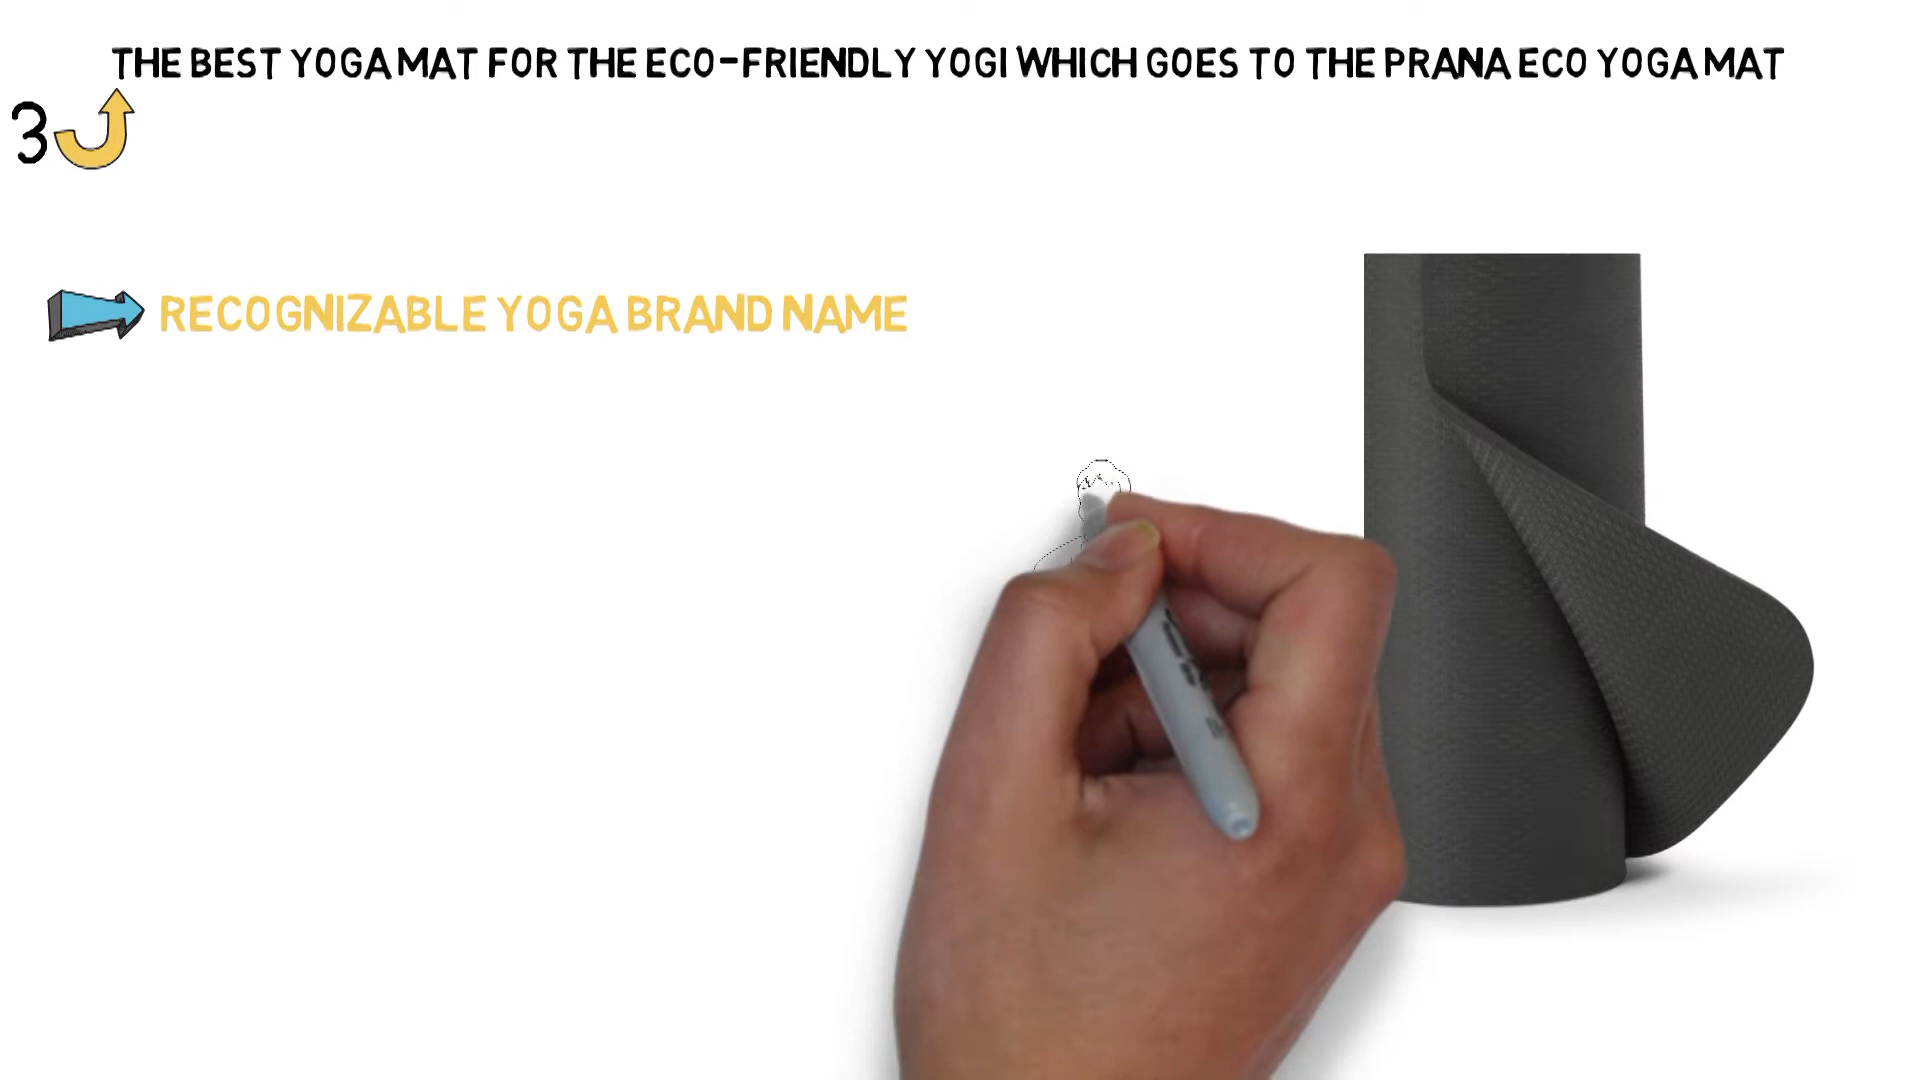 THE BEST YOGA MAT FOR THE ECO-FRIENDLY YOGI WHICH GOES TO THE PRANA ECO YOGA MAT
3
RECOGNIZABLE YOGA BRAND NAME